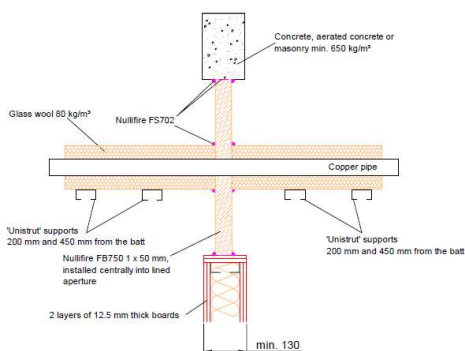 Concrete, aerated concrete or
masonry min. 650 kg/m³
Glass wool 80 kg/m³
Nullifire FS702
Copper pipe
'Unistrut' supports
200 mm and 450 mm from the batt
'Unistrut' supports
200 mm and 450 mm from the batt
Nullifire FB750 1 x 50 mm,
installed centrally into lined
aperture
2 layers of 12.5 mm thick boards
min. 130